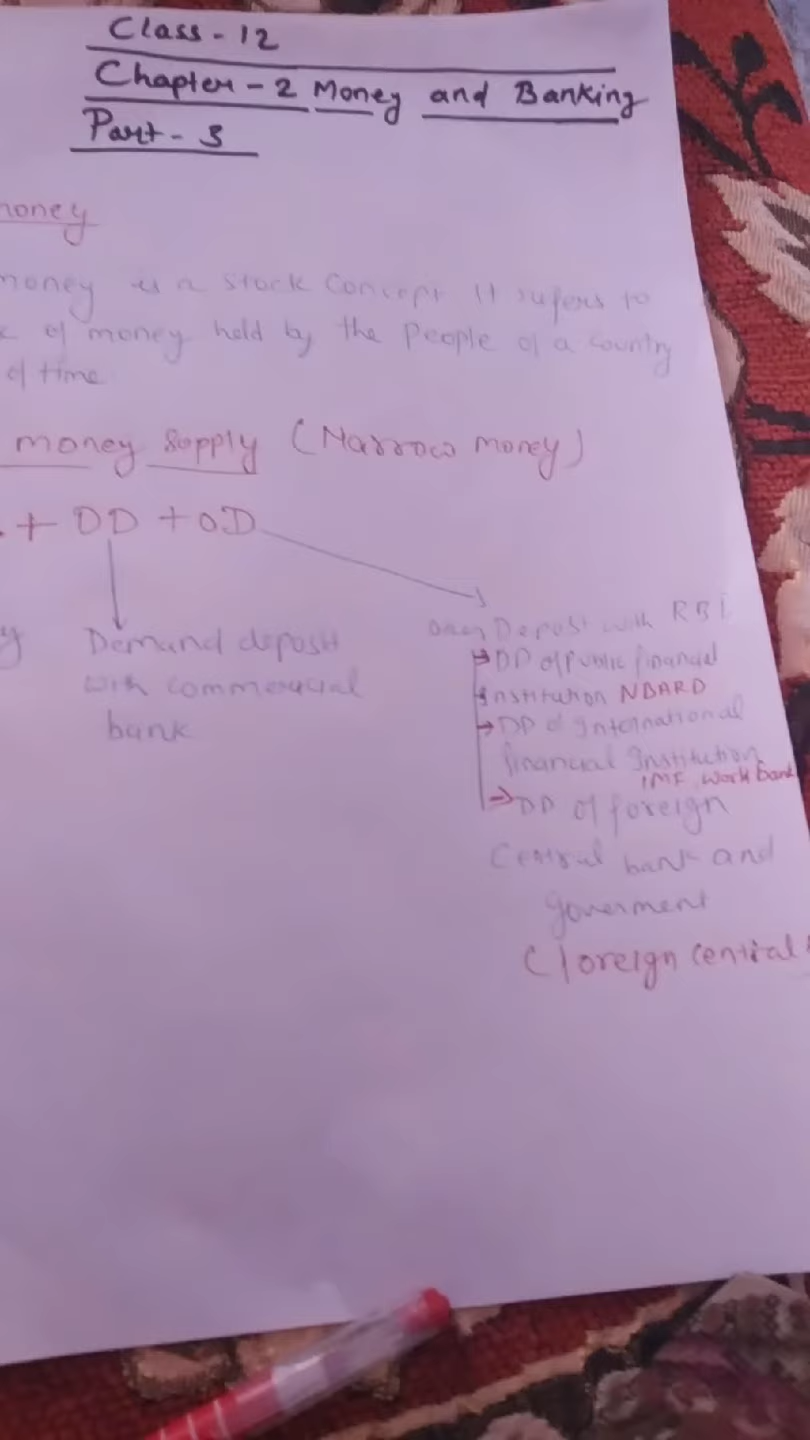 Class - 12
Chapter - 2 Money and Banking
Part - 3
money
money is a stock concept It refers to
of money held by the People of a country
of time
money Supply (Narrow money)
+ DD + OD
Demand deposit
with commercial
bank
Deposit with RBI
→ DD of Public financial
institution NBARD
→ DD of International
financial Institution
IMF, Work bank
→ DD of foreign
Central bank and
goverment
(foreign central